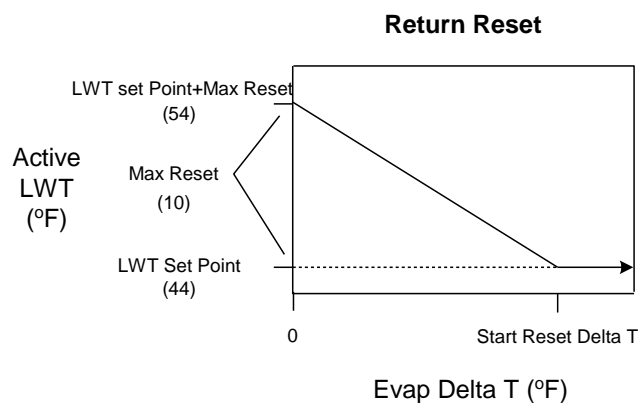 Return Reset
LWT set Point+Max Reset
(54)
Active
LWT
(ºF)
Max Reset
(10)
LWT Set Point
(44)
0
Start Reset Delta T
Evap Delta T (ºF)